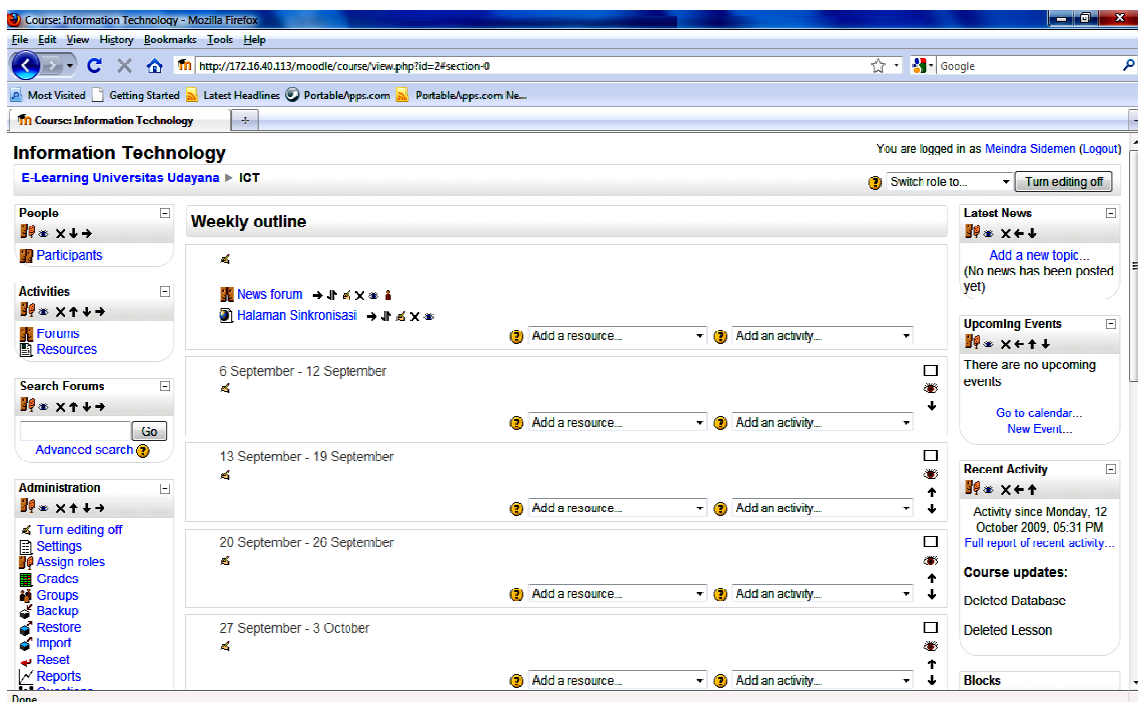 Course: Information Technology - Mozilla Firefox
File Edit View History Bookmarks Tools Help
http://172.16.40.113/moodle/course/view.php?id=2#section-0
Google
Most Visited Getting Started Latest Headlines PortableApps.com PortableApps.com Ne...
Course: Information Technology
Information Technology
You are logged in as Meindra Sidemen (Logout)
E-Learning Universitas Udayana ► ICT
Switch role to...
Turn editing off
People
Participants
Activities
Forums
Resources
Search Forums
Go
Advanced search
Administration
Turn editing off
Settings
Assign roles
Grades
Groups
Backup
Restore
Import
Reset
Reports
Questions
Weekly outline
News forum
Halaman Sinkronisasi
Add a resource... Add an activity...
6 September - 12 September
Add a resource... Add an activity...
13 September - 19 September
Add a resource... Add an activity...
20 September - 26 September
Add a resource... Add an activity...
27 September - 3 October
Add a resource... Add an activity...
Latest News
Add a new topic...
(No news has been posted
yet)
Upcoming Events
There are no upcoming
events
Go to calendar...
New Event...
Recent Activity
Activity since Monday, 12
October 2009, 05:31 PM
Full report of recent activity...
Course updates:
Deleted Database
Deleted Lesson
Blocks
Done